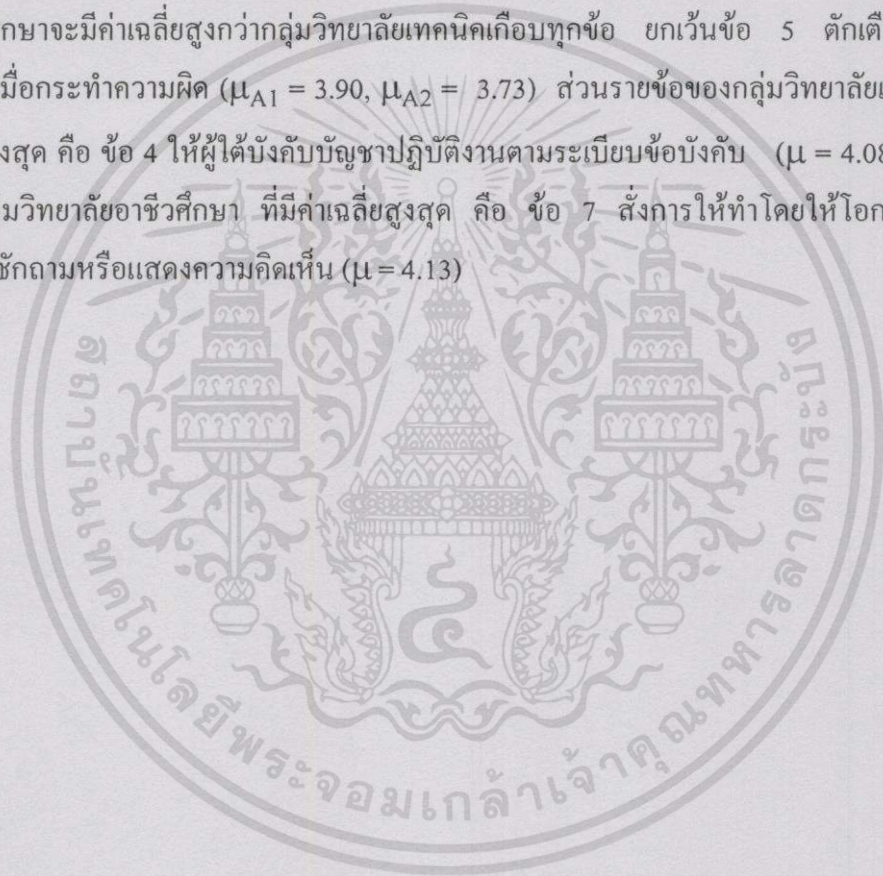 กษาจะมีค่าเฉลี่ยสูงกว่ากลุ่มวิทยาลัยเทคนิคเกือบทุกข้อ ยกเว้นข้อ 5 ตักเตื
มื่อกระทำความผิด (μA1 = 3.90, μA2 = 3.73) ส่วนรายข้อของกลุ่มวิทยาลัยเ
งสุด คือ ข้อ 4 ให้ผู้ใต้บังคับบัญชาปฏิบัติงานตามระเบียบข้อบังคับ (μ = 4.08
มวิทยาลัยอาชีวศึกษา ที่มีค่าเฉลี่ยสูงสุด คือ ข้อ 7 สั่งการให้ทำโดยให้โอก
ซักถามหรือแสดงความคิดเห็น (μ = 4.13)
สถาบันเทคโนโลยีพระจอมเกล้าเจ้าคุณทหารลาดกระบัง
๔